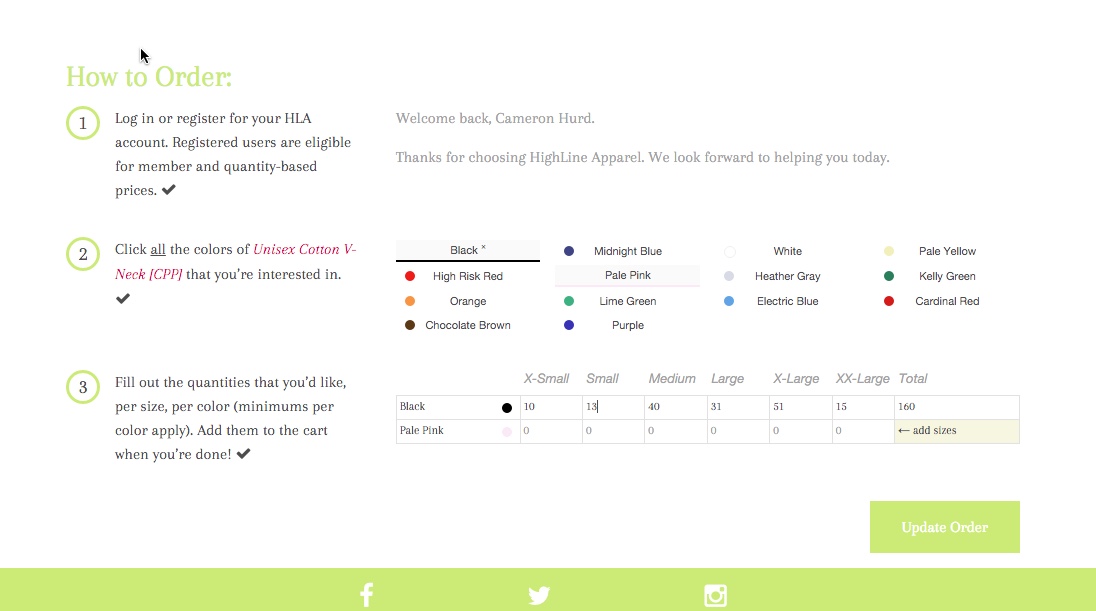 How to Order:
1
Log in or register for your HLA
account. Registered users are eligible
for member and quantity-based
prices. ✔
Welcome back, Cameron Hurd.
Thanks for choosing HighLine Apparel. We look forward to helping you today.
2
Click all the colors of Unisex Cotton V-
Neck [CPP] that you’re interested in.
✔
Black × Midnight Blue White Pale Yellow
High Risk Red Pale Pink Heather Gray Kelly Green
Orange Lime Green Electric Blue Cardinal Red
Chocolate Brown Purple
3
Fill out the quantities that you’d like,
per size, per color (minimums per
color apply). Add them to the cart
when you’re done! ✔
X-Small Small Medium Large X-Large XX-Large Total
Black 10 13 40 31 51 15 160
Pale Pink 0 0 0 0 0 0 ← add sizes
Update Order